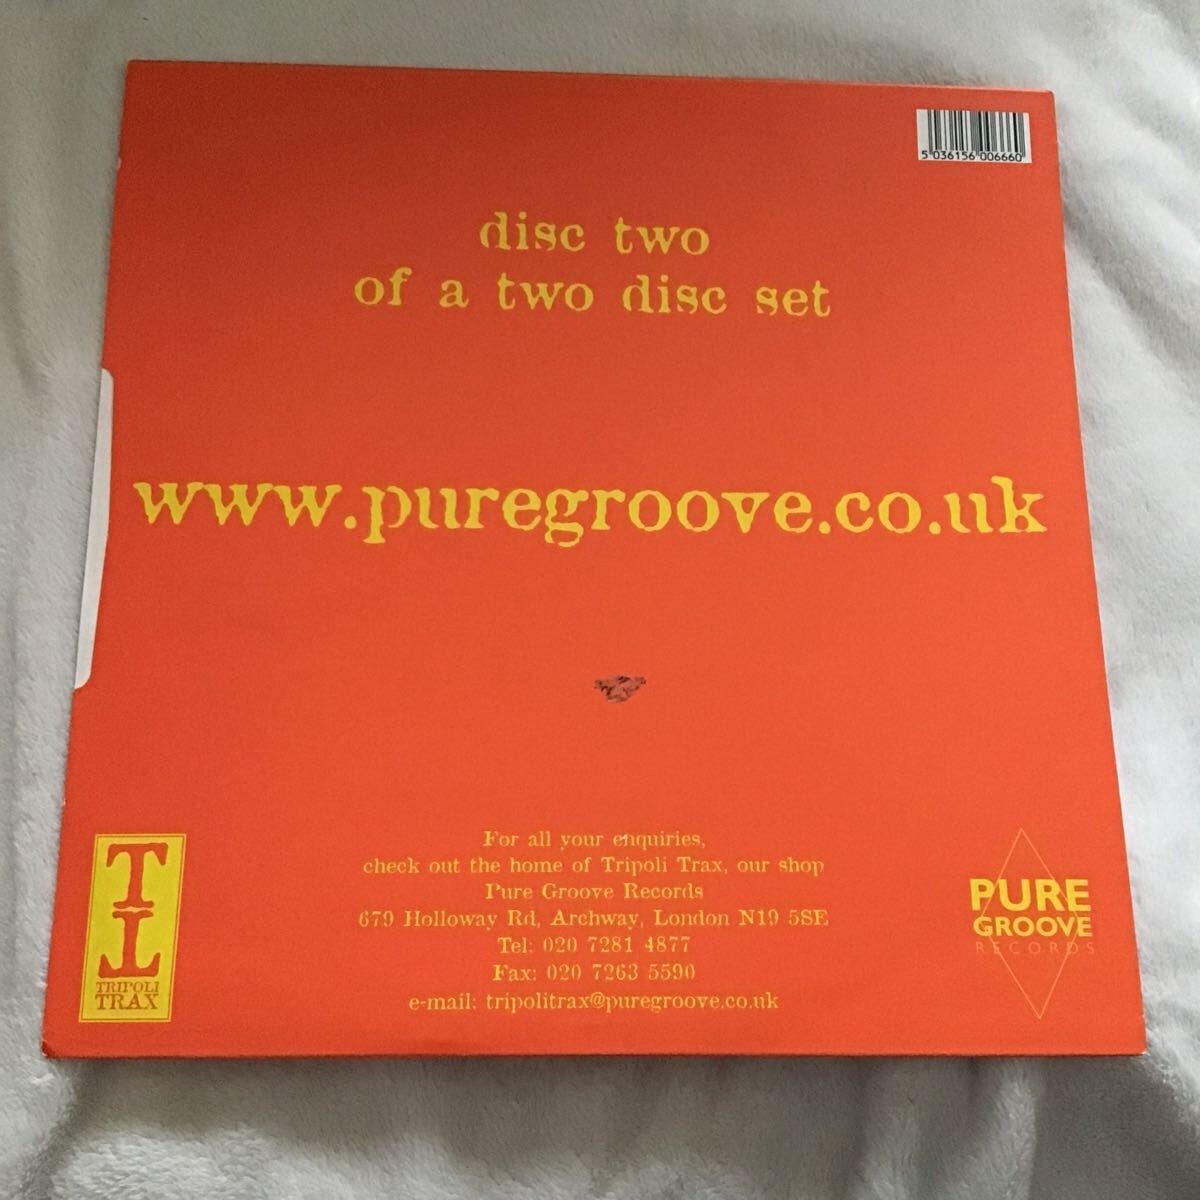 5 036156 006660
disc two
of a two disc set
www.puregroove.co.uk
For all your enquiries,
check out the home of Tripoli Trax, our shop
Pure Groove Records
679 Holloway Rd, Archway, London N19 5SE
Tel: 020 7281 4877
Fax: 020 7263 5590
e-mail: tripolitrax@puregroove.co.uk
T
T
TRIPOLI
TRAX
PURE
GROOVE
RECORDS